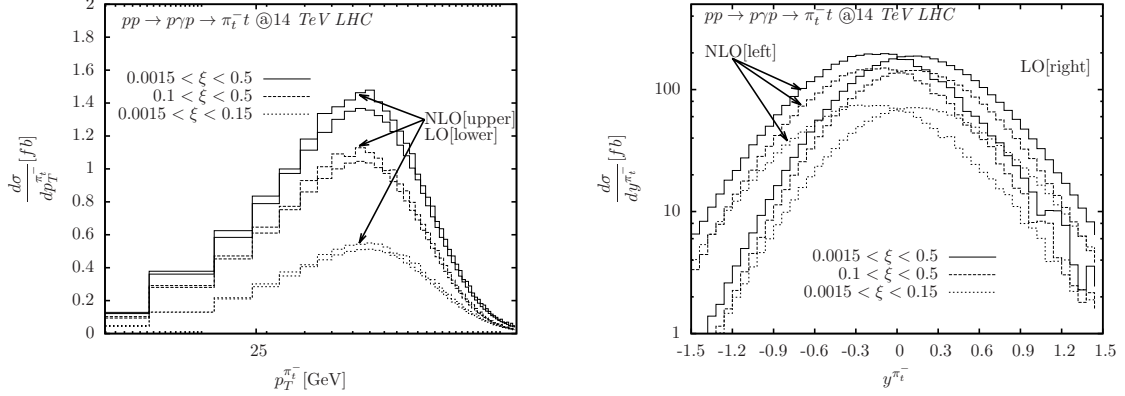 pp → pγp → π_t^- t @14 TeV LHC
2
1.8
1.6
1.4
1.2
1
0.8
0.6
0.4
0.2
0
0.0015 < ξ < 0.5
0.1 < ξ < 0.5
0.0015 < ξ < 0.15
NLO[upper]
LO[lower]
dσ/dp_T^{π_t^-} [fb]
25
p_T^{π_t^-} [GeV]
pp → pγp → π_t^- t @14 TeV LHC
NLO[left]
LO[right]
100
10
1
dσ/dy^{π_t^-} [fb]
0.0015 < ξ < 0.5
0.1 < ξ < 0.5
0.0015 < ξ < 0.15
-1.5 -1.2 -0.9 -0.6 -0.3 0 0.3 0.6 0.9 1.2 1.5
y^{π_t^-}